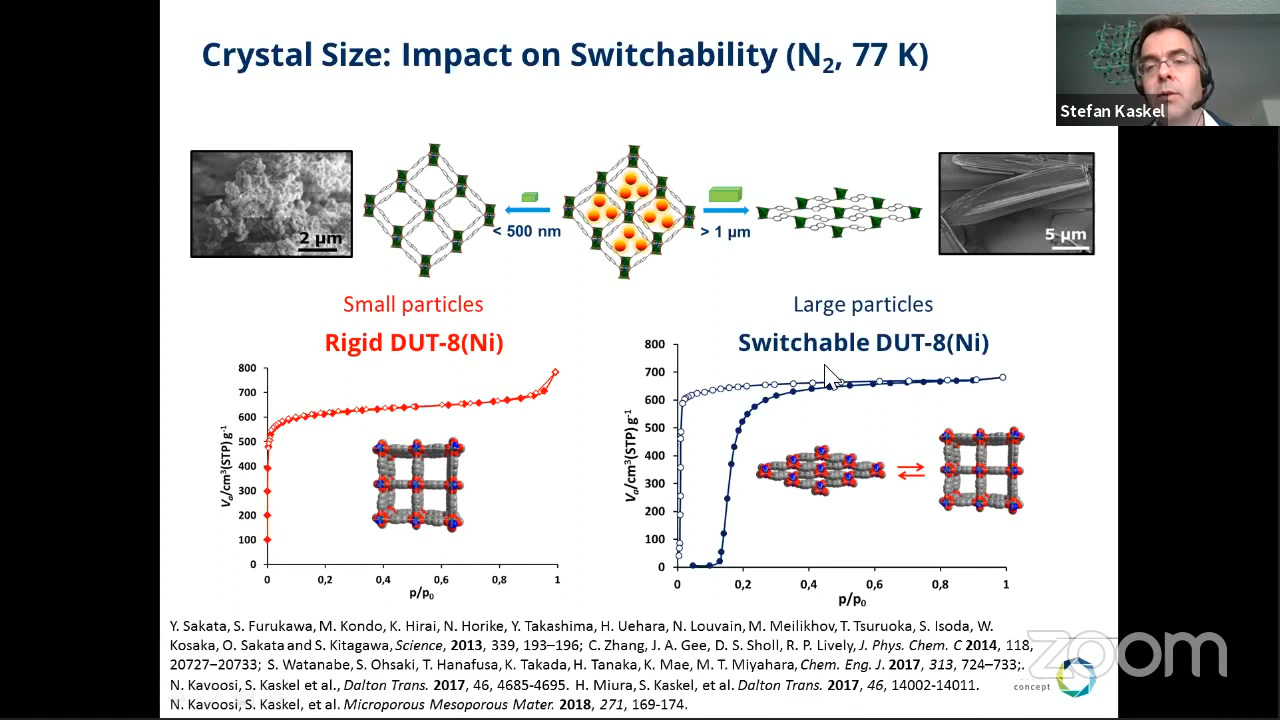 Crystal Size: Impact on Switchability (N₂, 77 K)
Stefan Kaskel
2 µm
< 500 nm
> 1 µm
5 µm
Small particles
Large particles
Rigid DUT-8(Ni)
Switchable DUT-8(Ni)
800
700
600
500
400
300
200
100
0
Vₐ/cm³(STP) g⁻¹
0 0,2 0,4 0,6 0,8 1
p/p₀
800
700
600
500
400
300
200
100
0
Vₐ/cm³(STP) g⁻¹
0 0,2 0,4 0,6 0,8 1
p/p₀
Y. Sakata, S. Furukawa, M. Kondo, K. Hirai, N. Horike, Y. Takashima, H. Uehara, N. Louvain, M. Meilikhov, T. Tsuruoka, S. Isoda, W.
Kosaka, O. Sakata and S. Kitagawa, Science, 2013, 339, 193–196; C. Zhang, J. A. Gee, D. S. Sholl, R. P. Lively, J. Phys. Chem. C 2014, 118,
20727–20733; S. Watanabe, S. Ohsaki, T. Hanafusa, K. Takada, H. Tanaka, K. Mae, M. T. Miyahara, Chem. Eng. J. 2017, 313, 724–733;.
N. Kavoosi, S. Kaskel et al., Dalton Trans. 2017, 46, 4685-4695. H. Miura, S. Kaskel, et al. Dalton Trans. 2017, 46, 14002-14011.
N. Kavoosi, S. Kaskel, et al. Microporous Mesoporous Mater. 2018, 271, 169-174.
concept
zoom